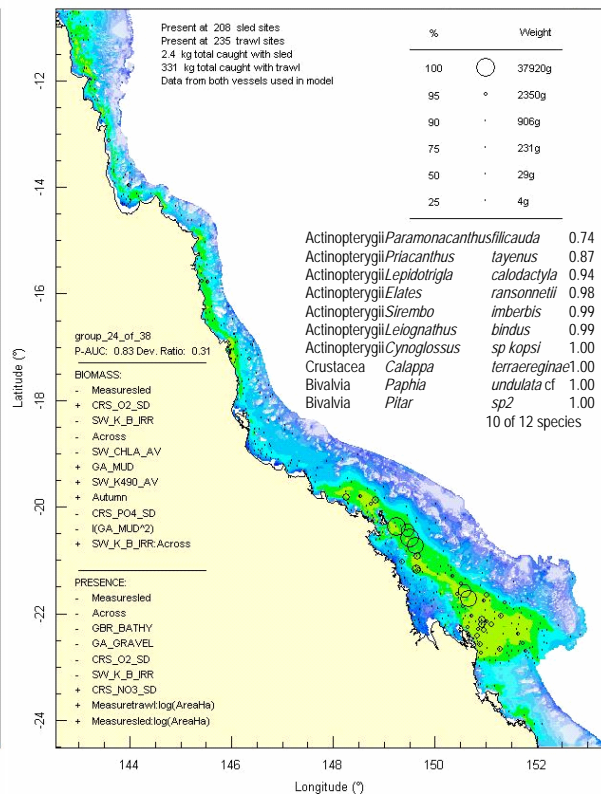 Present at 208 sled sites
Present at 235 trawl sites
2.4 kg total caught with sled
331 kg total caught with trawl
Data from both vessels used in model
% Weight
100 37920g
95 2350g
90 906g
75 231g
50 29g
25 4g
Actinopterygii Paramonacanthus filicauda 0.74
Actinopterygii Priacanthus tayenus 0.87
Actinopterygii Lepidotrigla calodactyla 0.94
Actinopterygii Elates ransonnetii 0.98
Actinopterygii Sirembo imberbis 0.99
Actinopterygii Leiognathus bindus 0.99
Actinopterygii Cynoglossus sp kopsi 1.00
Crustacea Calappa terraereginae 1.00
Bivalvia Paphia undulata cf 1.00
Bivalvia Pitar sp2 1.00
10 of 12 species
group_24_of_38
P-AUC: 0.83 Dev. Ratio: 0.31
BIOMASS:
- Measuresled
+ CRS_O2_SD
- SW_K_B_IRR
- Across
- SW_CHLA_AV
+ GA_MUD
+ SW_K490_AV
+ Autumn
- CRS_PO4_SD
- I(GA_MUD^2)
+ SW_K_B_IRR:Across
PRESENCE:
- Measuresled
- Across
- GBR_BATHY
- GA_GRAVEL
- CRS_O2_SD
- SW_K_B_IRR
+ CRS_NO3_SD
+ Measuretrawl:log(AreaHa)
+ Measuresled:log(AreaHa)
Latitude (°)
-12
-14
-16
-18
-20
-22
-24
144 146 148 150 152
Longitude (°)